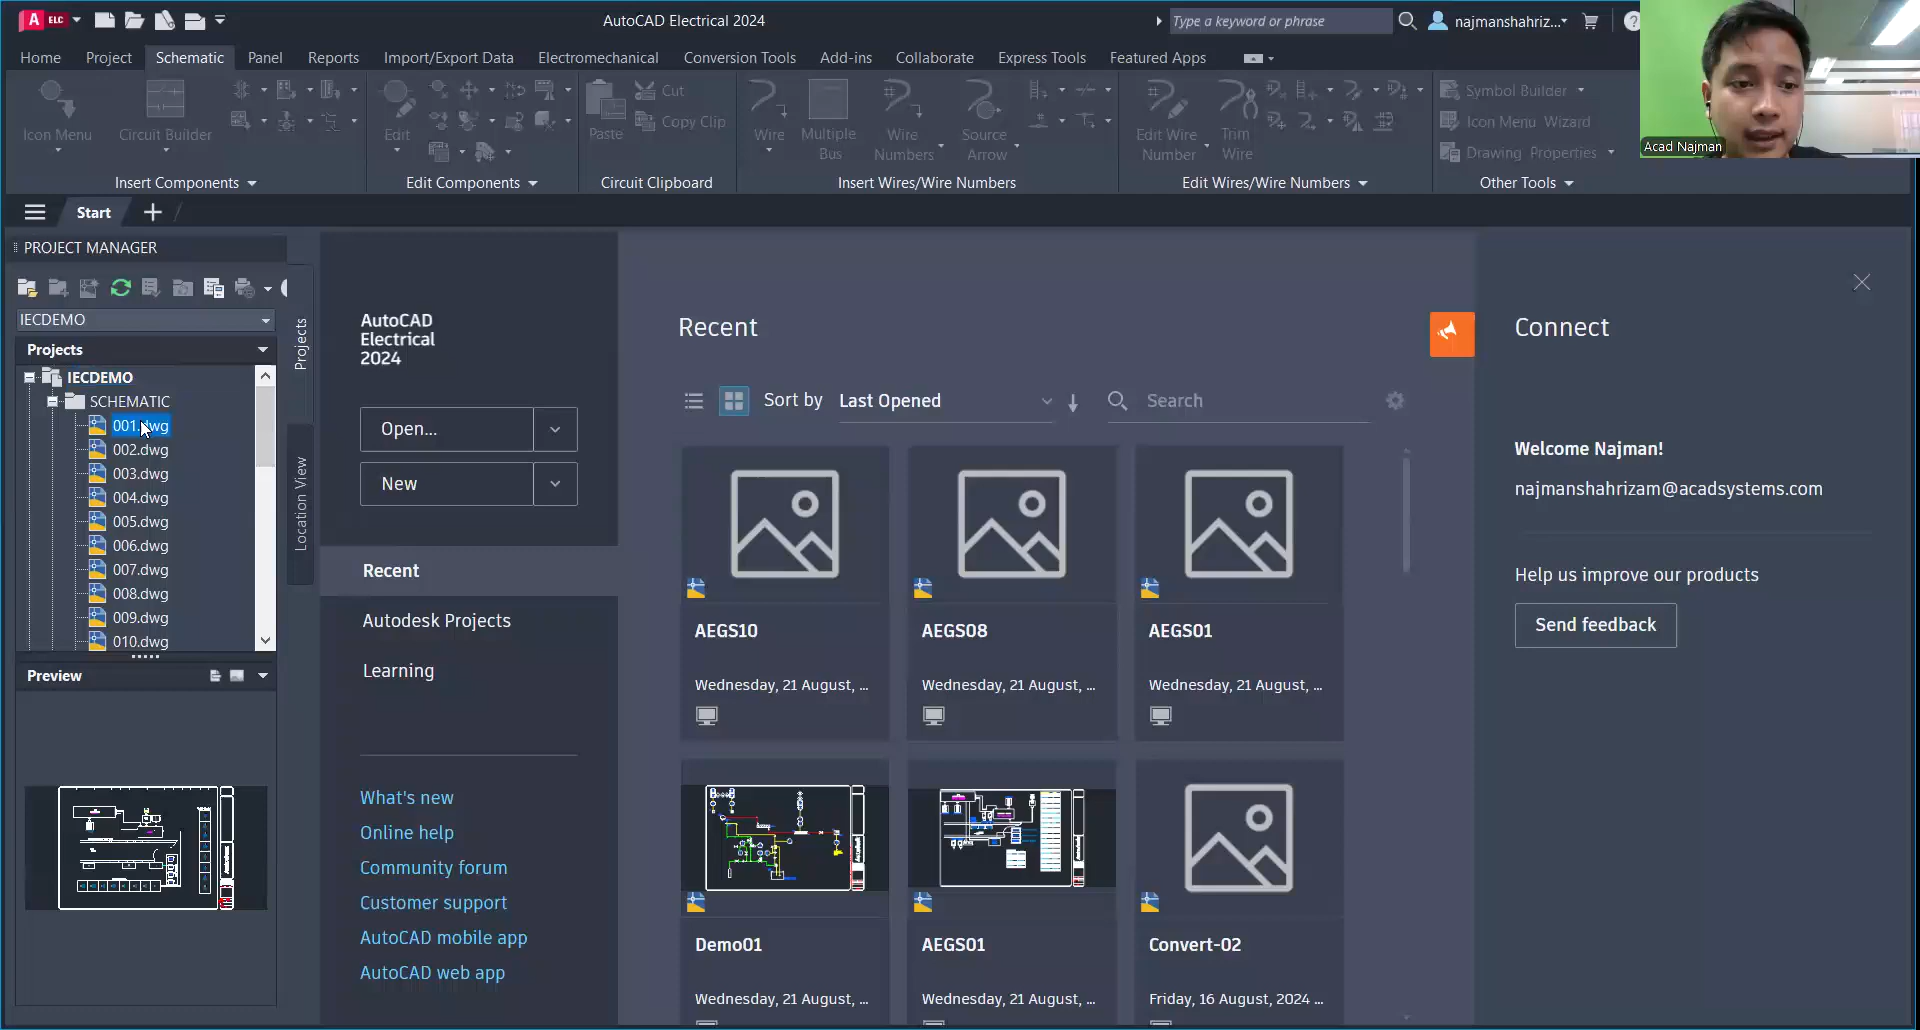 A ELC
AutoCAD Electrical 2024
Type a keyword or phrase
najmanshahriz...
Home Project Schematic Panel Reports Import/Export Data Electromechanical Conversion Tools Add-ins Collaborate Express Tools Featured Apps
Icon Menu
Circuit Builder
Insert Components
Edit
Edit Components
Paste
Cut
Copy Clip
Circuit Clipboard
Wire
Multiple Bus
Wire Numbers
Source Arrow
Insert Wires/Wire Numbers
Edit Wire Number
Trim Wire
Edit Wires/Wire Numbers
Symbol Builder
Icon Menu Wizard
Drawing Properties
Other Tools
Acad Najman
Start
PROJECT MANAGER
IECDEMO
Projects
IECDEMO
SCHEMATIC
001.dwg
002.dwg
003.dwg
004.dwg
005.dwg
006.dwg
007.dwg
008.dwg
009.dwg
010.dwg
Projects
Location View
Preview
AutoCAD
Electrical
2024
Open...
New
Recent
Autodesk Projects
Learning
What's new
Online help
Community forum
Customer support
AutoCAD mobile app
AutoCAD web app
Recent
Sort by Last Opened
Search
AEGS10
Wednesday, 21 August, ...
AEGS08
Wednesday, 21 August, ...
AEGS01
Wednesday, 21 August, ...
Demo01
Wednesday, 21 August, ...
AEGS01
Wednesday, 21 August, ...
Convert-02
Friday, 16 August, 2024 ...
Connect
Welcome Najman!
najmanshahrizam@acadsystems.com
Help us improve our products
Send feedback